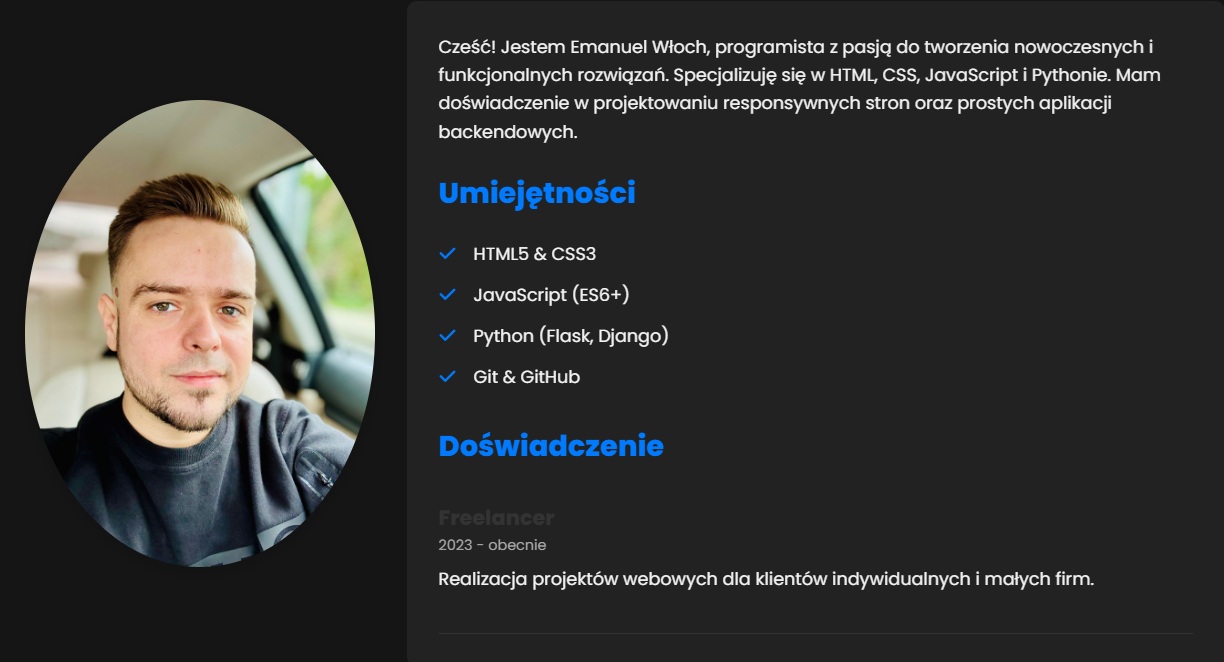 Cześć! Jestem Emanuel Włoch, programista z pasją do tworzenia nowoczesnych i
funkcjonalnych rozwiązań. Specjalizuję się w HTML, CSS, JavaScript i Pythonie. Mam
doświadczenie w projektowaniu responsywnych stron oraz prostych aplikacji
backendowych.
Umiejętności
HTML5 & CSS3
JavaScript (ES6+)
Python (Flask, Django)
Git & GitHub
Doświadczenie
Freelancer
2023 - obecnie
Realizacja projektów webowych dla klientów indywidualnych i małych firm.